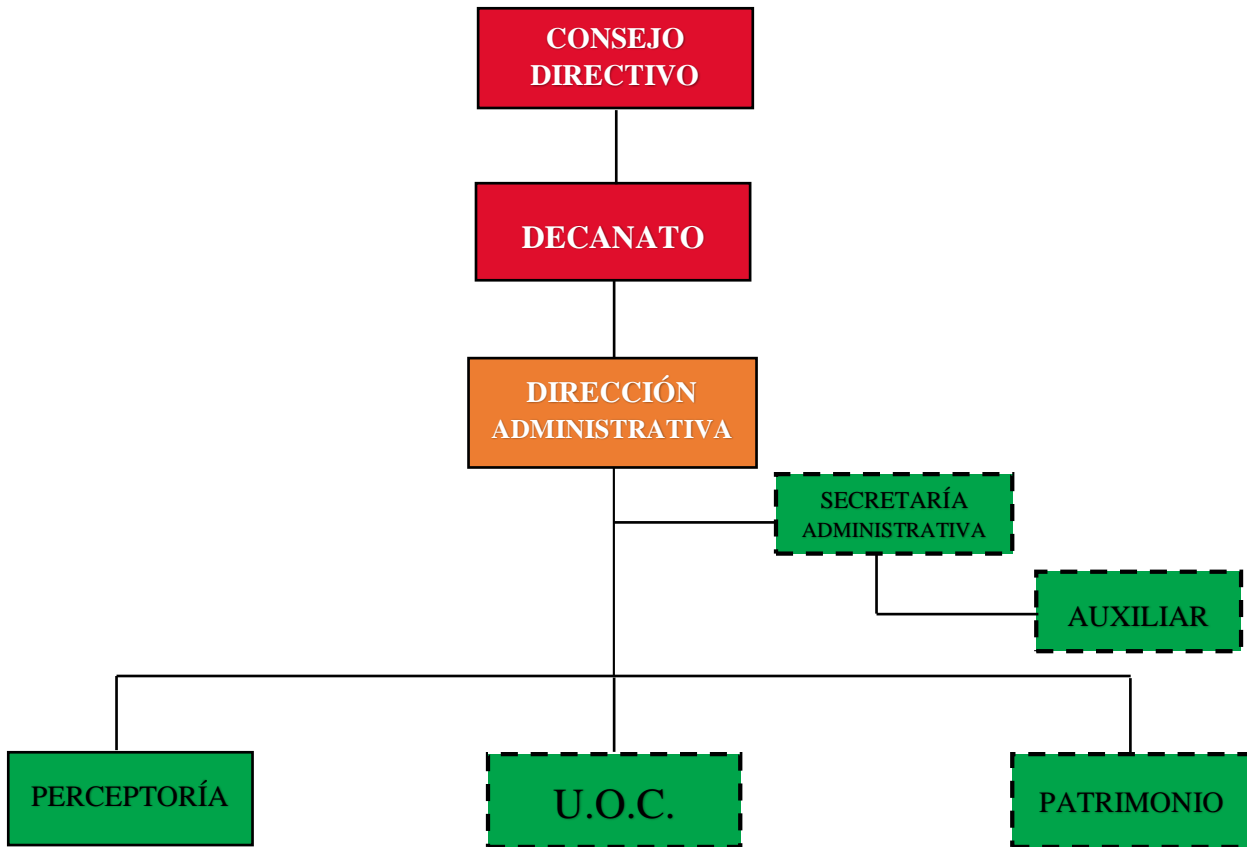 CONSEJO
DIRECTIVO
DECANATO
DIRECCIÓN
ADMINISTRATIVA
SECRETARÍA
ADMINISTRATIVA
AUXILIAR
PERCEPTORÍA
U.O.C.
PATRIMONIO